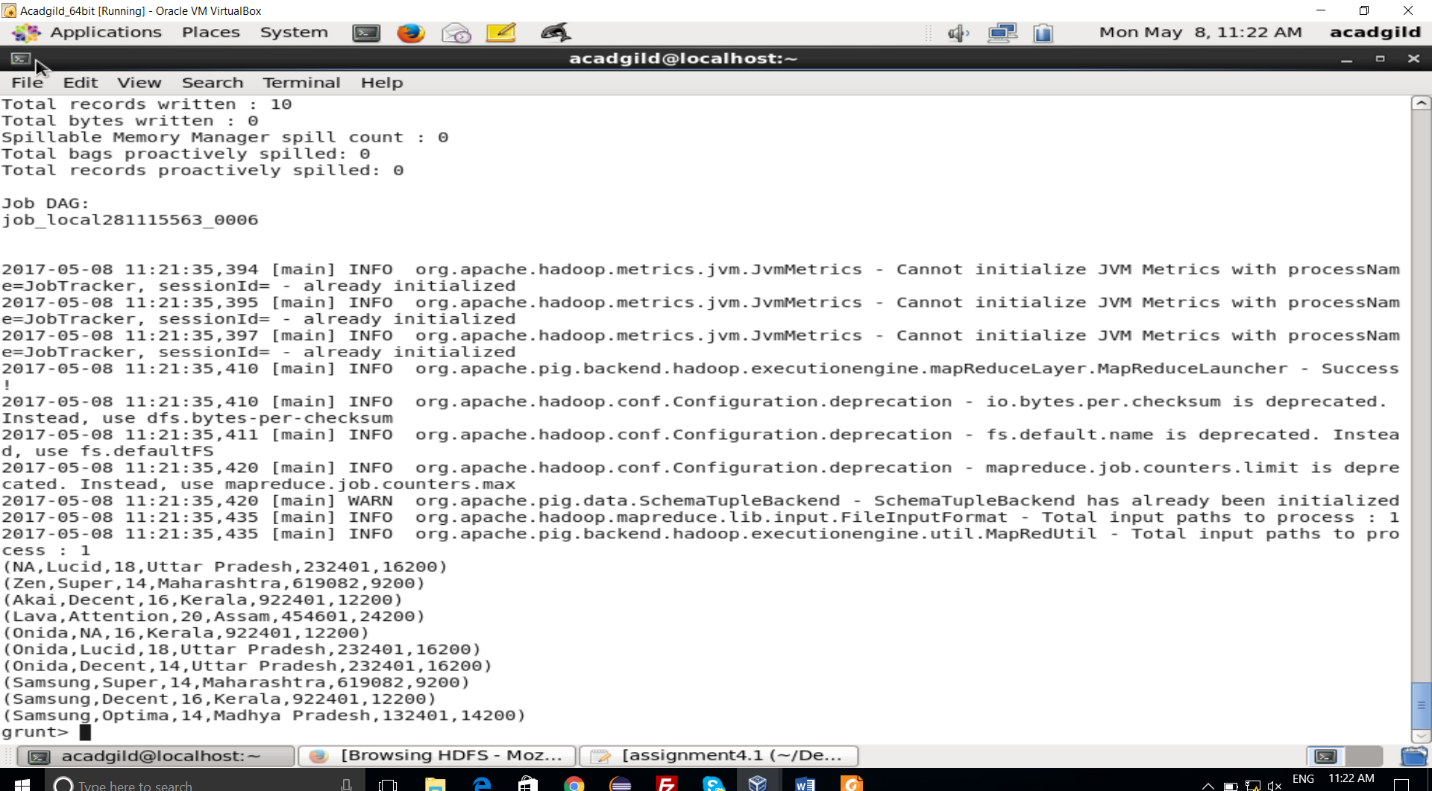 Acadgild_64bit [Running] - Oracle VM VirtualBox
Applications Places System Mon May 8, 11:22 AM acadgild
acadgild@localhost:~
File Edit View Search Terminal Help
Total records written : 10
Total bytes written : 0
Spillable Memory Manager spill count : 0
Total bags proactively spilled: 0
Total records proactively spilled: 0
Job DAG:
job_local281115563_0006
2017-05-08 11:21:35,394 [main] INFO  org.apache.hadoop.metrics.jvm.JvmMetrics - Cannot initialize JVM Metrics with processNam
e=JobTracker, sessionId= - already initialized
2017-05-08 11:21:35,395 [main] INFO  org.apache.hadoop.metrics.jvm.JvmMetrics - Cannot initialize JVM Metrics with processNam
e=JobTracker, sessionId= - already initialized
2017-05-08 11:21:35,397 [main] INFO  org.apache.hadoop.metrics.jvm.JvmMetrics - Cannot initialize JVM Metrics with processNam
e=JobTracker, sessionId= - already initialized
2017-05-08 11:21:35,410 [main] INFO  org.apache.pig.backend.hadoop.executionengine.mapReduceLayer.MapReduceLauncher - Success
!
2017-05-08 11:21:35,410 [main] INFO  org.apache.hadoop.conf.Configuration.deprecation - io.bytes.per.checksum is deprecated.
Instead, use dfs.bytes-per-checksum
2017-05-08 11:21:35,411 [main] INFO  org.apache.hadoop.conf.Configuration.deprecation - fs.default.name is deprecated. Instea
d, use fs.defaultFS
2017-05-08 11:21:35,420 [main] INFO  org.apache.hadoop.conf.Configuration.deprecation - mapreduce.job.counters.limit is depre
cated. Instead, use mapreduce.job.counters.max
2017-05-08 11:21:35,420 [main] WARN  org.apache.pig.data.SchemaTupleBackend - SchemaTupleBackend has already been initialized
2017-05-08 11:21:35,435 [main] INFO  org.apache.hadoop.mapreduce.lib.input.FileInputFormat - Total input paths to process : 1
2017-05-08 11:21:35,435 [main] INFO  org.apache.pig.backend.hadoop.executionengine.util.MapRedUtil - Total input paths to pro
cess : 1
(NA,Lucid,18,Uttar Pradesh,232401,16200)
(Zen,Super,14,Maharashtra,619082,9200)
(Akai,Decent,16,Kerala,922401,12200)
(Lava,Attention,20,Assam,454601,24200)
(Onida,NA,16,Kerala,922401,12200)
(Onida,Lucid,18,Uttar Pradesh,232401,16200)
(Onida,Decent,14,Uttar Pradesh,232401,16200)
(Samsung,Super,14,Maharashtra,619082,9200)
(Samsung,Decent,16,Kerala,922401,12200)
(Samsung,Optima,14,Madhya Pradesh,132401,14200)
grunt>
acadgild@localhost:~ [Browsing HDFS - Moz... [assignment4.1 (~/De...
Type here to search ENG 11:22 AM